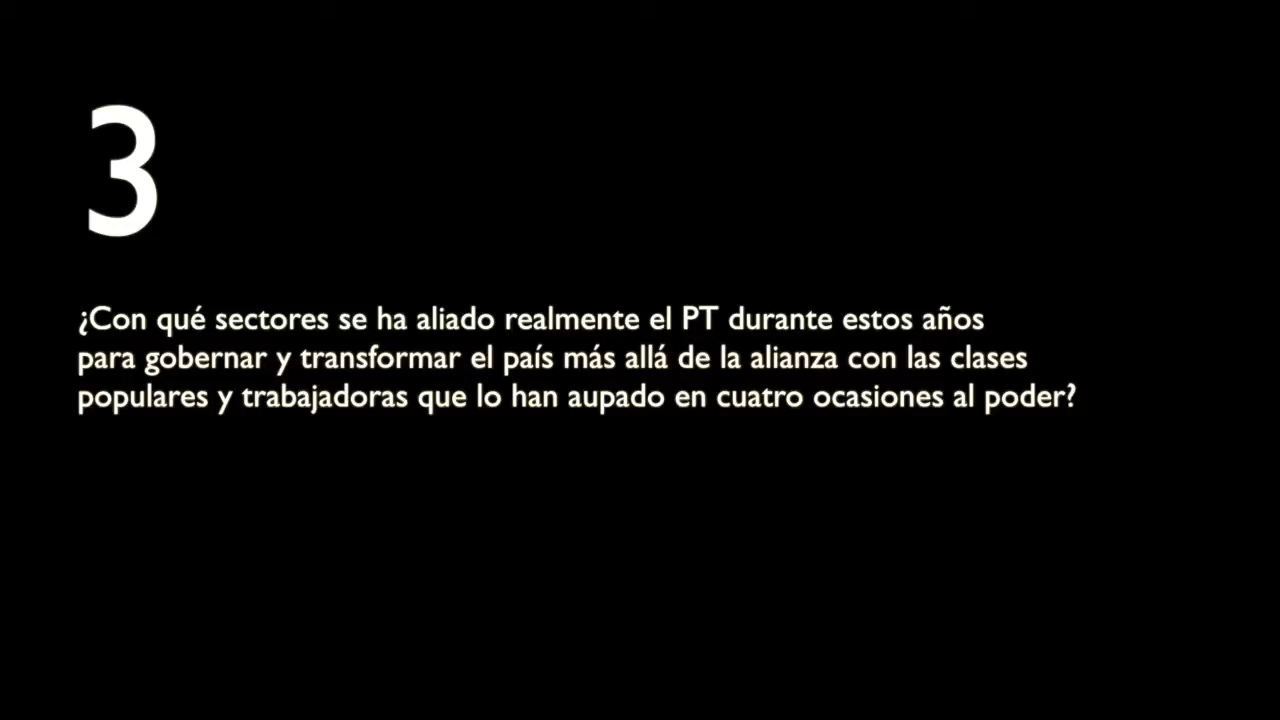 3
¿Con qué sectores se ha aliado realmente el PT durante estos años
para gobernar y transformar el país más allá de la alianza con las clases
populares y trabajadoras que lo han aupado en cuatro ocasiones al poder?